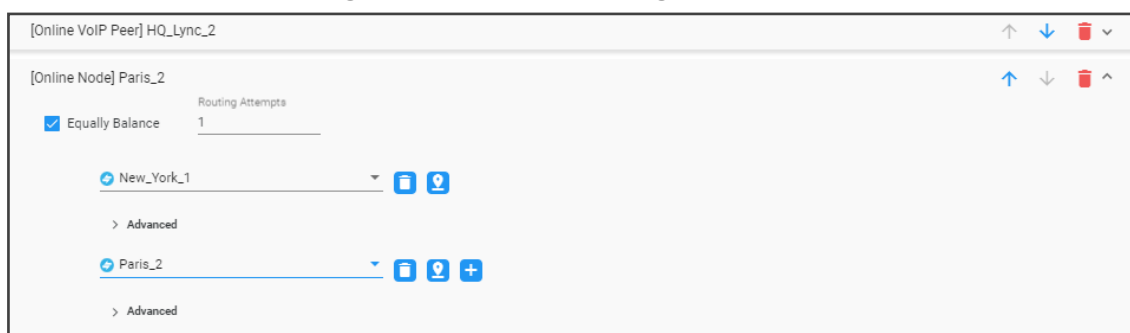 [Online VoIP Peer] HQ_Lync_2
[Online Node] Paris_2
Routing Attempts
Equally Balance 1
New_York_1
> Advanced
Paris_2
> Advanced